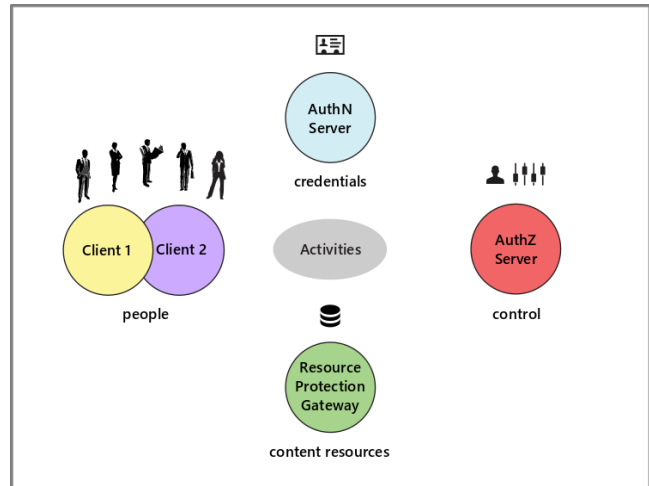 AuthN
Server
credentials
Client 1
Client 2
people
Activities
AuthZ
Server
control
Resource
Protection
Gateway
content resources